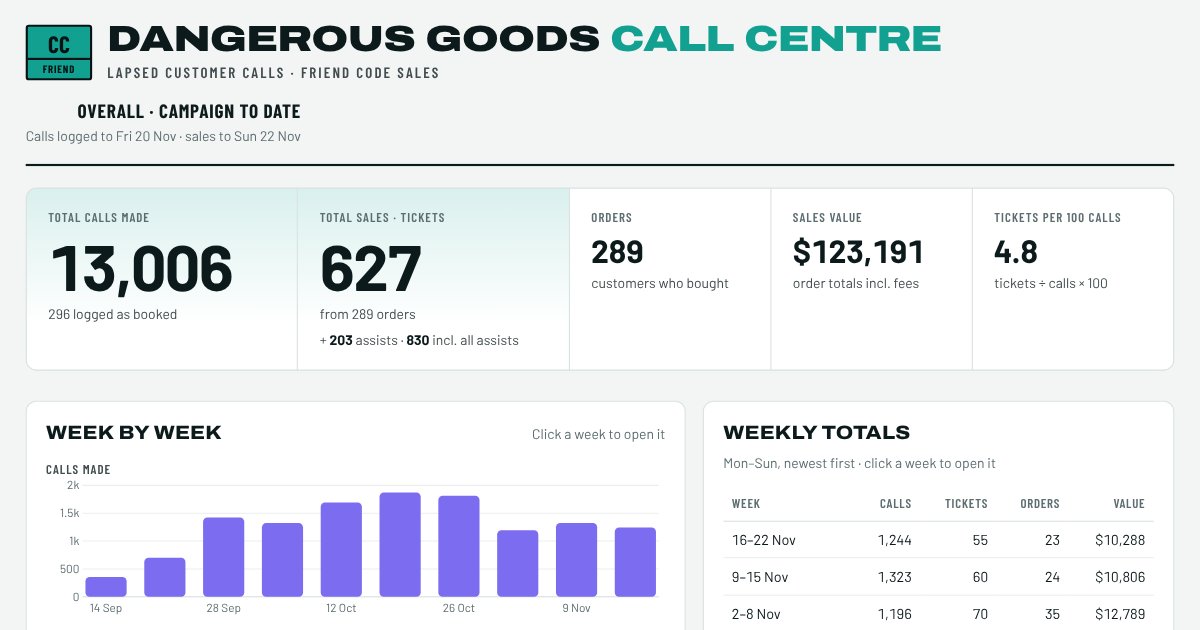 CC
FRIEND
DANGEROUS GOODS CALL CENTRE
LAPSED CUSTOMER CALLS · FRIEND CODE SALES
OVERALL · CAMPAIGN TO DATE
Calls logged to Fri 20 Nov · sales to Sun 22 Nov
TOTAL CALLS MADE
13,006
296 logged as booked
TOTAL SALES · TICKETS
627
from 289 orders
+ 203 assists · 830 incl. all assists
ORDERS
289
customers who bought
SALES VALUE
$123,191
order totals incl. fees
TICKETS PER 100 CALLS
4.8
tickets ÷ calls × 100
WEEK BY WEEK
Click a week to open it
CALLS MADE
2k
1.5k
1k
500
0
14 Sep 28 Sep 12 Oct 26 Oct 9 Nov
WEEKLY TOTALS
Mon–Sun, newest first · click a week to open it
WEEK CALLS TICKETS ORDERS VALUE
16–22 Nov 1,244 55 23 $10,288
9–15 Nov 1,323 60 24 $10,806
2–8 Nov 1,196 70 35 $12,789